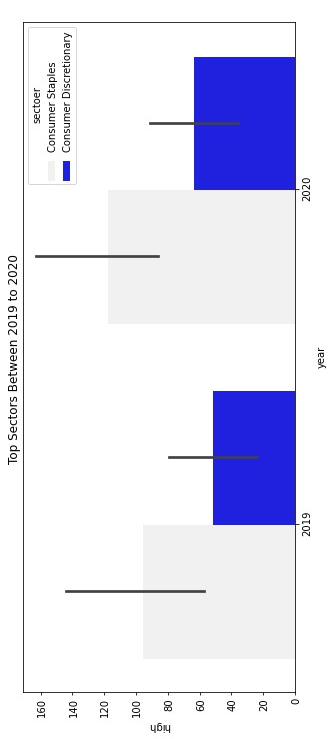 Top Sectors Between 2019 to 2020
sectoer
Consumer Staples
Consumer Discretionary
high
160
140
120
100
80
60
40
20
0
2019
2020
year